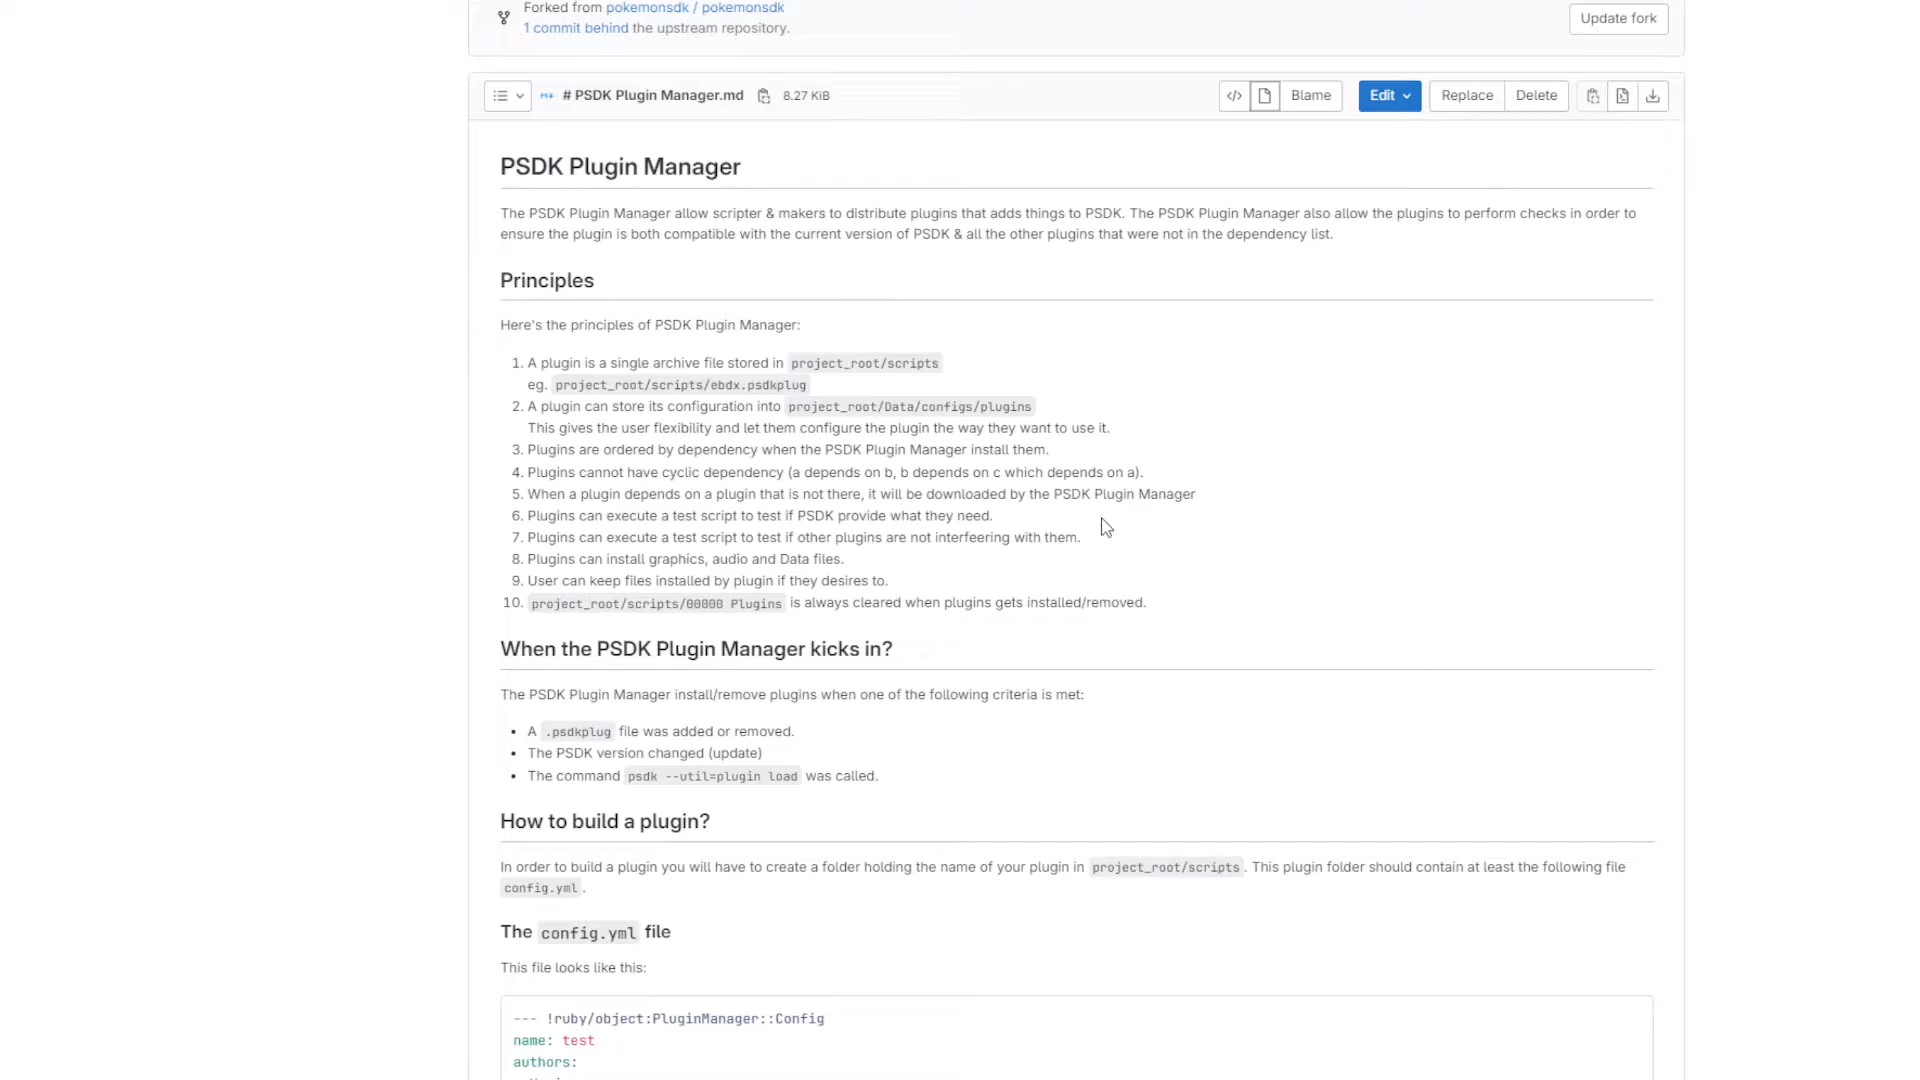 Forked from pokemonsdk / pokemonsdk
1 commit behind the upstream repository.
Update fork
# PSDK Plugin Manager.md 8.27 KiB
Blame
Edit
Replace
Delete
PSDK Plugin Manager
The PSDK Plugin Manager allow scripter & makers to distribute plugins that adds things to PSDK. The PSDK Plugin Manager also allow the plugins to perform checks in order to
ensure the plugin is both compatible with the current version of PSDK & all the other plugins that were not in the dependency list.
Principles
Here's the principles of PSDK Plugin Manager:
1. A plugin is a single archive file stored in project_root/scripts
eg. project_root/scripts/ebdx.psdkplug
2. A plugin can store its configuration into project_root/Data/configs/plugins
This gives the user flexibility and let them configure the plugin the way they want to use it.
3. Plugins are ordered by dependency when the PSDK Plugin Manager install them.
4. Plugins cannot have cyclic dependency (a depends on b, b depends on c which depends on a).
5. When a plugin depends on a plugin that is not there, it will be downloaded by the PSDK Plugin Manager
6. Plugins can execute a test script to test if PSDK provide what they need.
7. Plugins can execute a test script to test if other plugins are not interfeering with them.
8. Plugins can install graphics, audio and Data files.
9. User can keep files installed by plugin if they desires to.
10. project_root/scripts/00000 Plugins is always cleared when plugins gets installed/removed.
When the PSDK Plugin Manager kicks in?
The PSDK Plugin Manager install/remove plugins when one of the following criteria is met:
• A .psdkplug file was added or removed.
• The PSDK version changed (update)
• The command psdk --util=plugin load was called.
How to build a plugin?
In order to build a plugin you will have to create a folder holding the name of your plugin in project_root/scripts. This plugin folder should contain at least the following file
config.yml.
The config.yml file
This file looks like this:
--- !ruby/object:PluginManager::Config
name: test
authors: